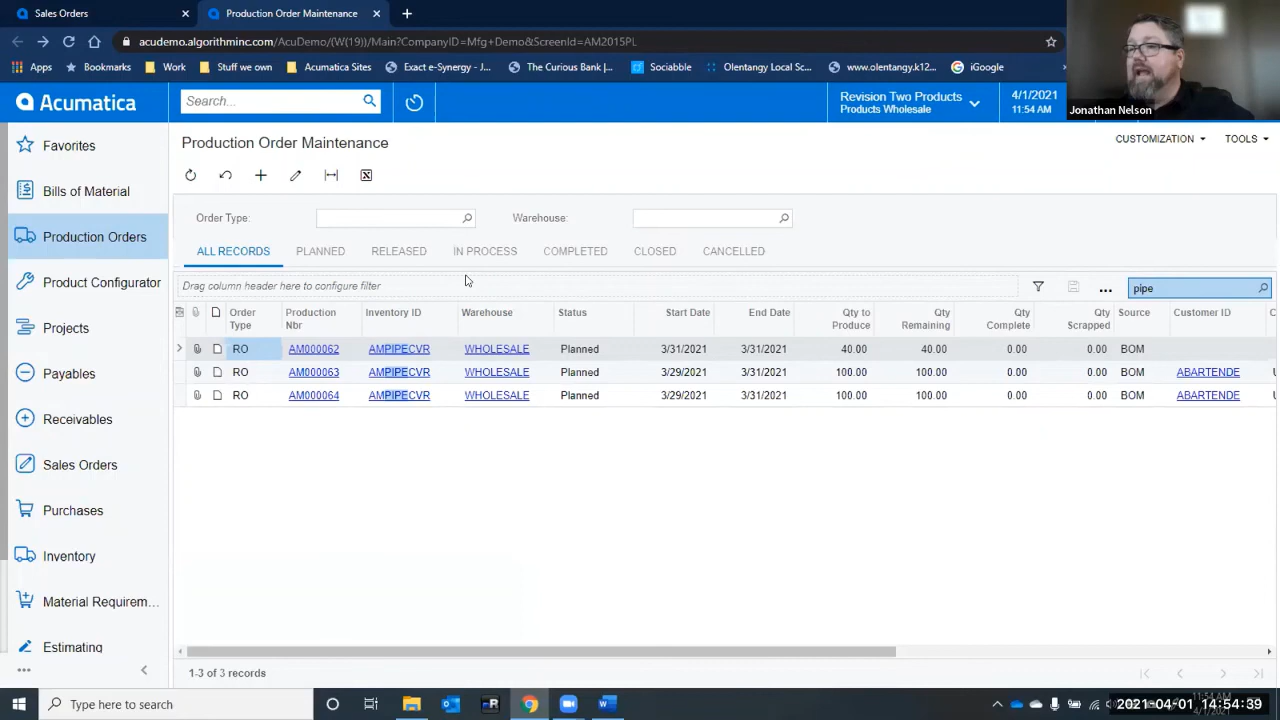 Sales Orders
Production Order Maintenance
acudemo.algorithminc.com/AcuDemo/(W(19))/Main?CompanyID=Mfg+Demo&ScreenId=AM2015PL
Apps Bookmarks Work Stuff we own Acumatica Sites Exact e-Synergy - J... The Curious Bank |... Sociabble Olentangy Local Sc... www.olentangy.k12... iGoogle
Jonathan Nelson
Acumatica
Search...
Revision Two Products
Products Wholesale
4/1/2021
11:54 AM
Favorites
Bills of Material
Production Orders
Product Configurator
Projects
Payables
Receivables
Sales Orders
Purchases
Inventory
Material Requirem...
Estimating
Production Order Maintenance
CUSTOMIZATION TOOLS
Order Type: Warehouse:
ALL RECORDS PLANNED RELEASED IN PROCESS COMPLETED CLOSED CANCELLED
Drag column header here to configure filter
pipe
Order Type Production Nbr Inventory ID Warehouse Status Start Date End Date Qty to Produce Qty Remaining Qty Complete Qty Scrapped Source Customer ID
RO AM000062 AMPIPECVR WHOLESALE Planned 3/31/2021 3/31/2021 40.00 40.00 0.00 0.00 BOM
RO AM000063 AMPIPECVR WHOLESALE Planned 3/29/2021 3/31/2021 100.00 100.00 0.00 0.00 BOM ABARTENDE
RO AM000064 AMPIPECVR WHOLESALE Planned 3/29/2021 3/31/2021 100.00 100.00 0.00 0.00 BOM ABARTENDE
1-3 of 3 records
Type here to search
11:54 AM
4/1/2021
2021-04-01 14:54:39